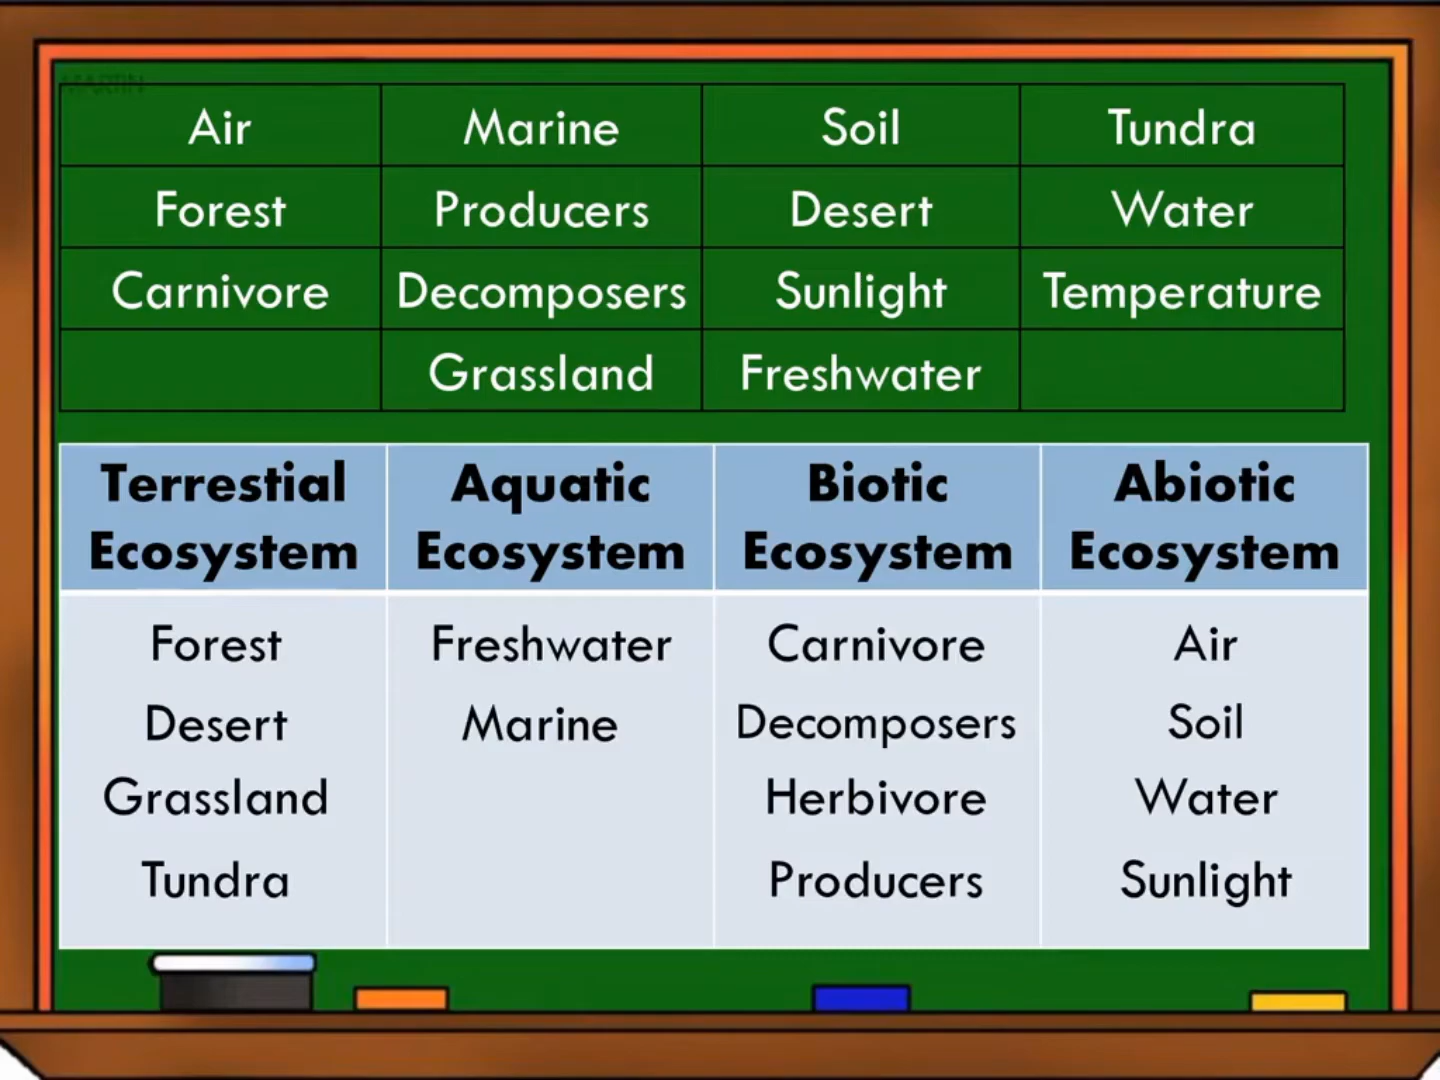 MARTIN
Air Marine Soil Tundra
Forest Producers Desert Water
Carnivore Decomposers Sunlight Temperature
Grassland Freshwater
Terrestial Aquatic Biotic Abiotic
Ecosystem Ecosystem Ecosystem Ecosystem
Forest Freshwater Carnivore Air
Desert Marine Decomposers Soil
Grassland Herbivore Water
Tundra Producers Sunlight